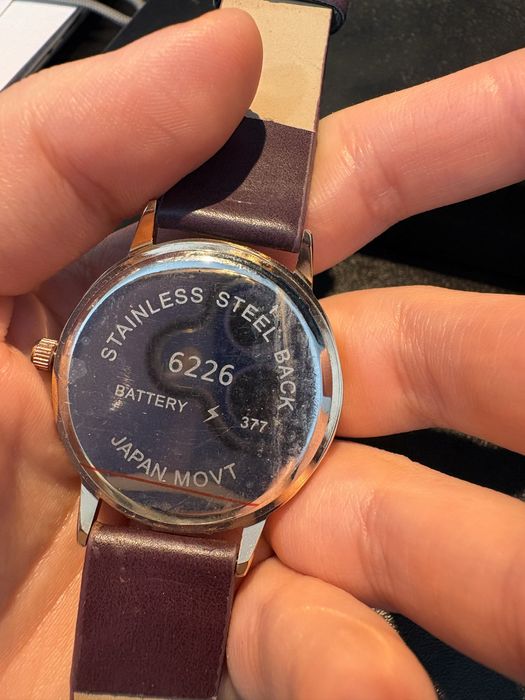 STAINLESS STEEL BACK
6226
BATTERY ⚡ 377
JAPAN MOVT